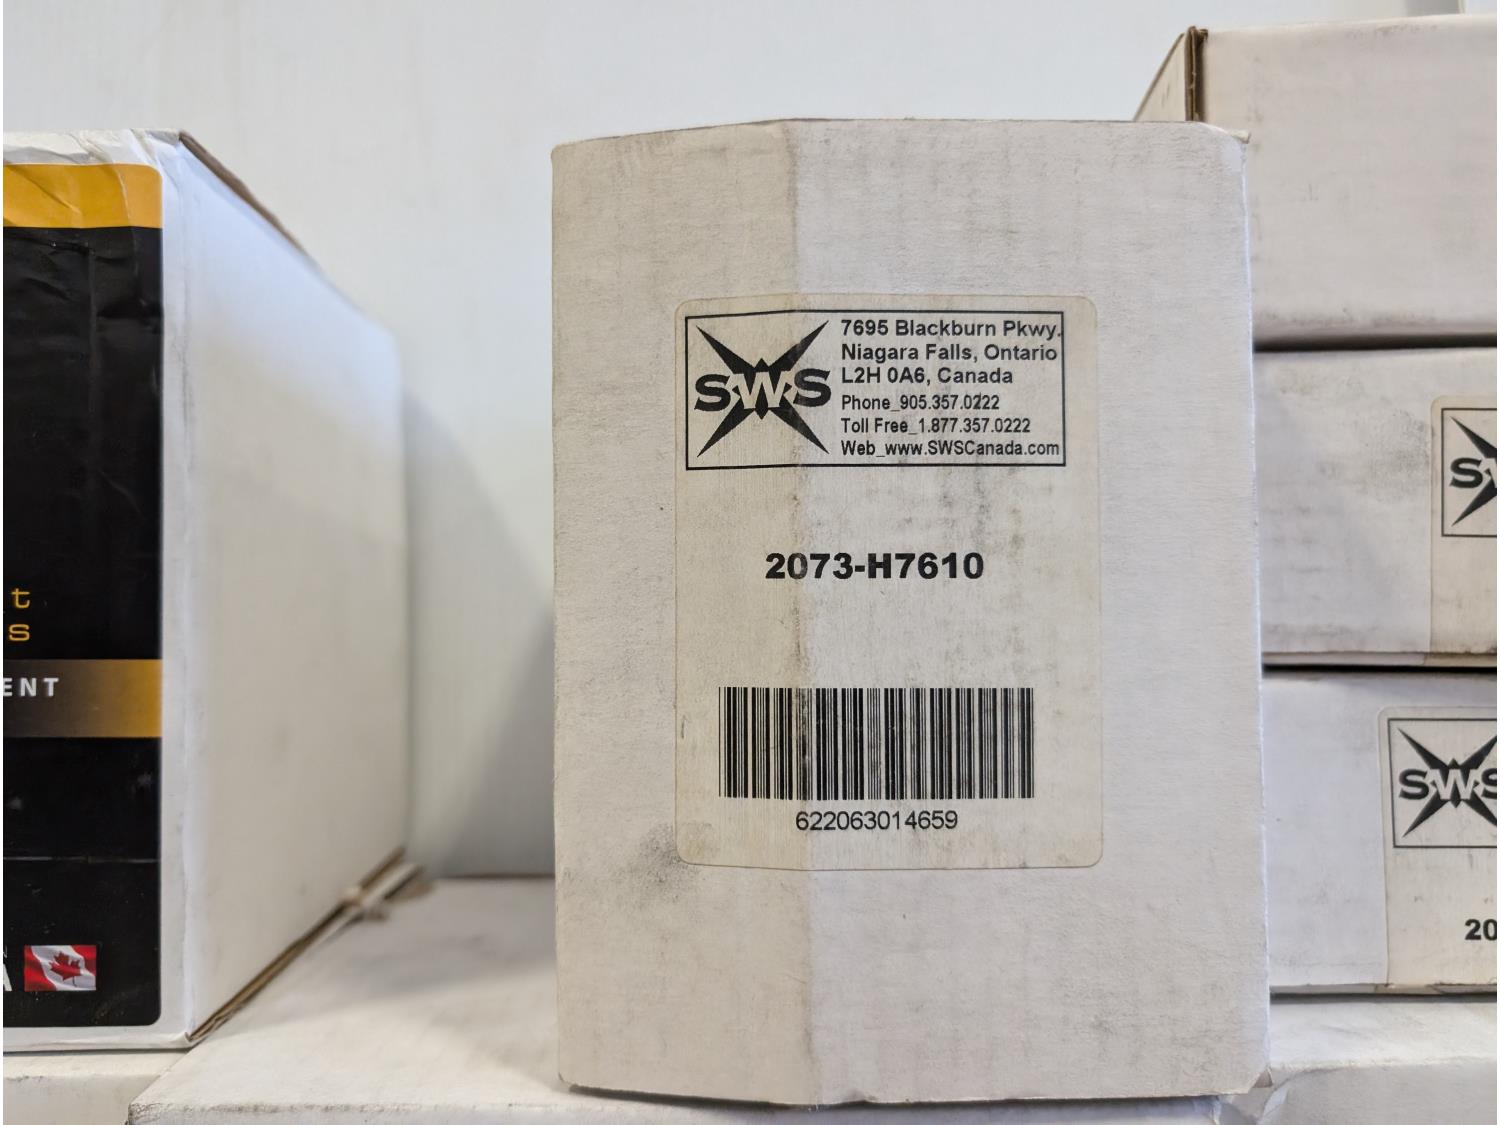 SWS
7695 Blackburn Pkwy.
Niagara Falls, Ontario
L2H 0A6, Canada
Phone_905.357.0222
Toll Free_1.877.357.0222
Web_www.SWSCanada.com
2073-H7610
622063014659
t
s
ENT
N
A
SWS
20